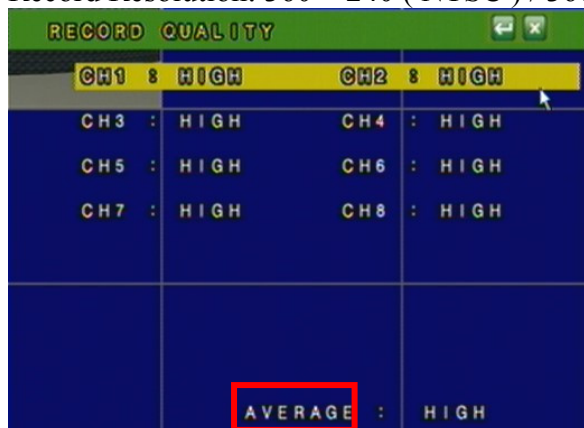 RECORD QUALITY
CH1 : HIGH CH2 : HIGH
CH3 : HIGH CH4 : HIGH
CH5 : HIGH CH6 : HIGH
CH7 : HIGH CH8 : HIGH
AVERAGE : HIGH